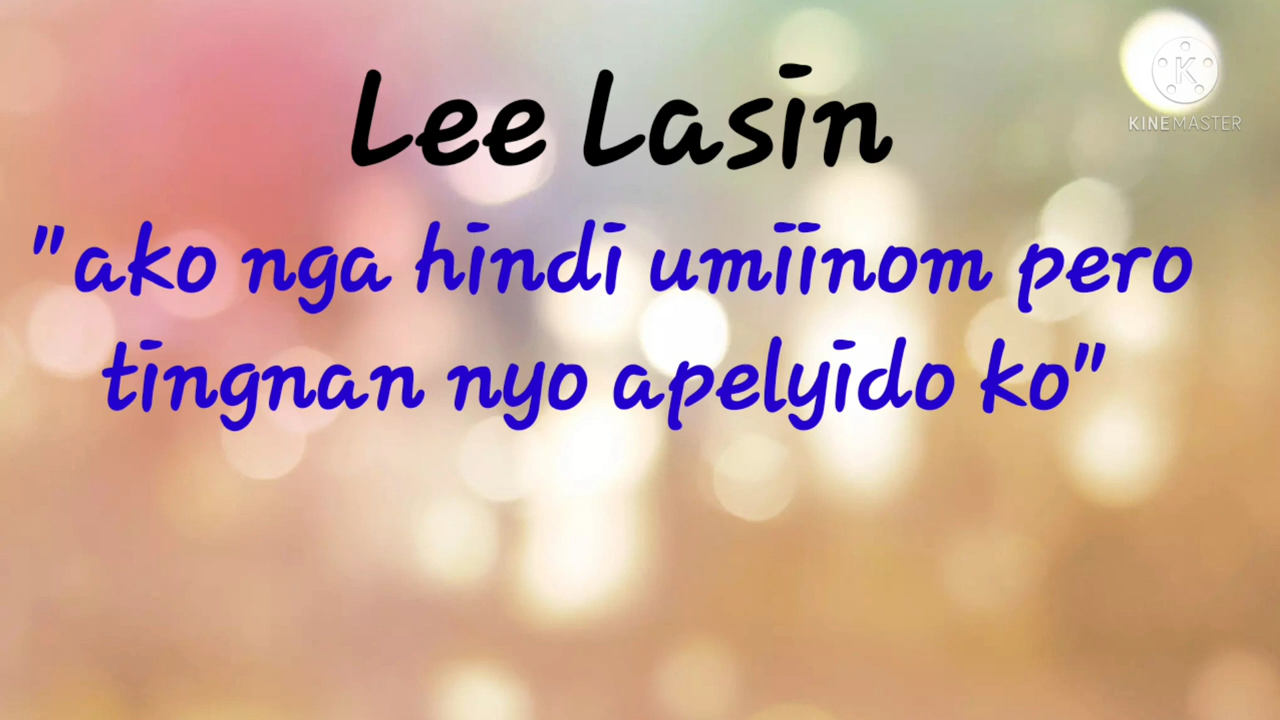 Lee Lasin
"ako nga hindi umiinom pero
tingnan nyo apelyido ko"
K
KINEMASTER